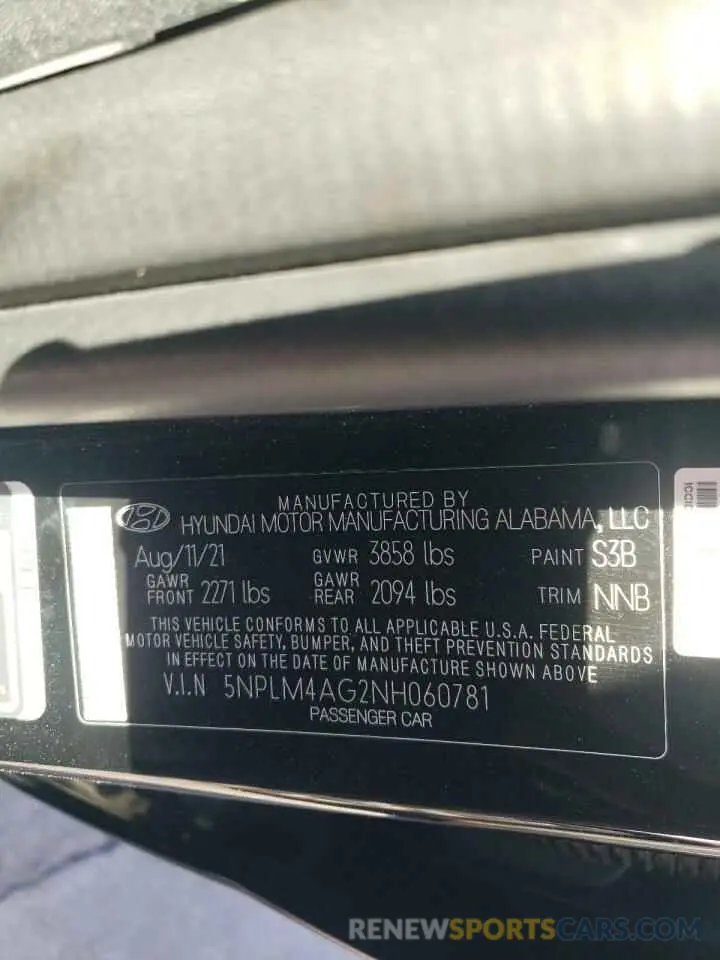 MANUFACTURED BY
HYUNDAI MOTOR MANUFACTURING ALABAMA, LLC
Aug/11/21 GVWR 3858 lbs PAINT S3B
GAWR FRONT 2271 lbs GAWR REAR 2094 lbs TRIM NNB
THIS VEHICLE CONFORMS TO ALL APPLICABLE U.S.A. FEDERAL
MOTOR VEHICLE SAFETY, BUMPER, AND THEFT PREVENTION STANDARDS
IN EFFECT ON THE DATE OF MANUFACTURE SHOWN ABOVE
V.I.N 5NPLM4AG2NH060781
PASSENGER CAR
RENEWSPORTSCARS.COM